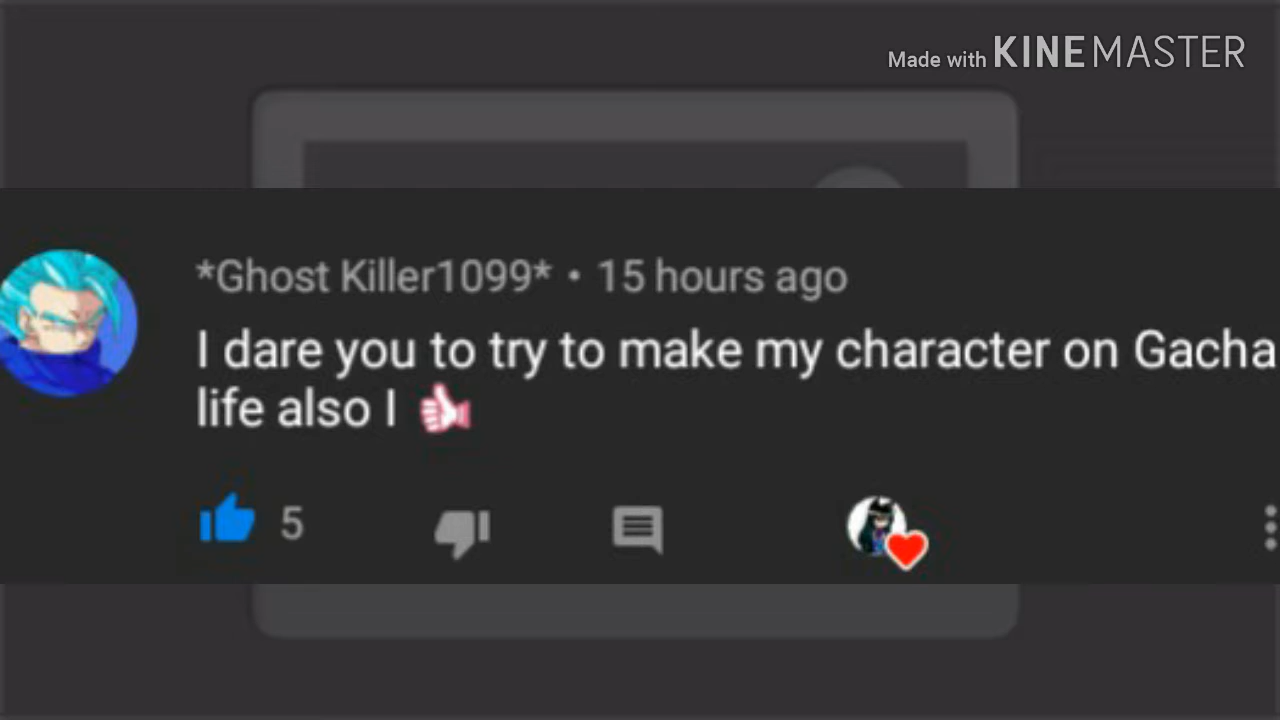 Made with KINEMASTER
*Ghost Killer1099* • 15 hours ago
I dare you to try to make my character on Gacha
life also I 👍
5